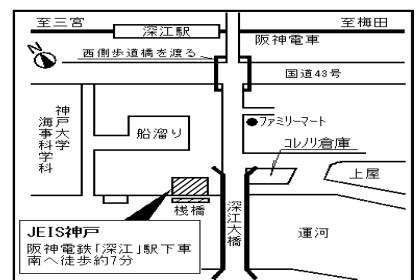 至三宮
深江駅
至梅田
阪神電車
西側歩道橋を渡る
N
国道43号
神戸大学
海事科学科
船溜り
ファミリーマート
コレノリ倉庫
上屋
桟橋
深江大橋
運河
JEIS神戸
阪神電鉄「深江」駅下車
南へ徒歩約7分